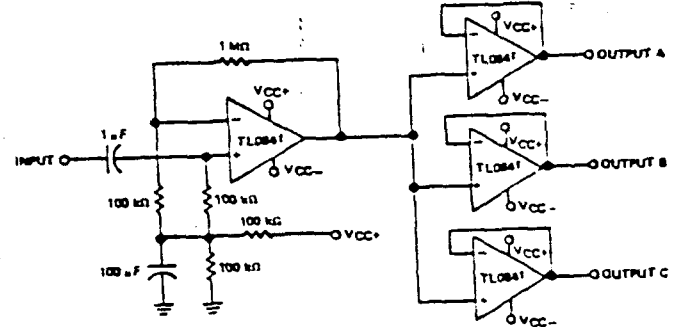 1 MΩ
VCC+
TL084†
VCC−
1 µF
INPUT
100 kΩ
100 kΩ
100 kΩ
VCC+
100 µF
100 kΩ
VCC+
TL084†
VCC−
OUTPUT A
VCC+
TL084†
VCC−
OUTPUT B
VCC+
TL084†
VCC−
OUTPUT C